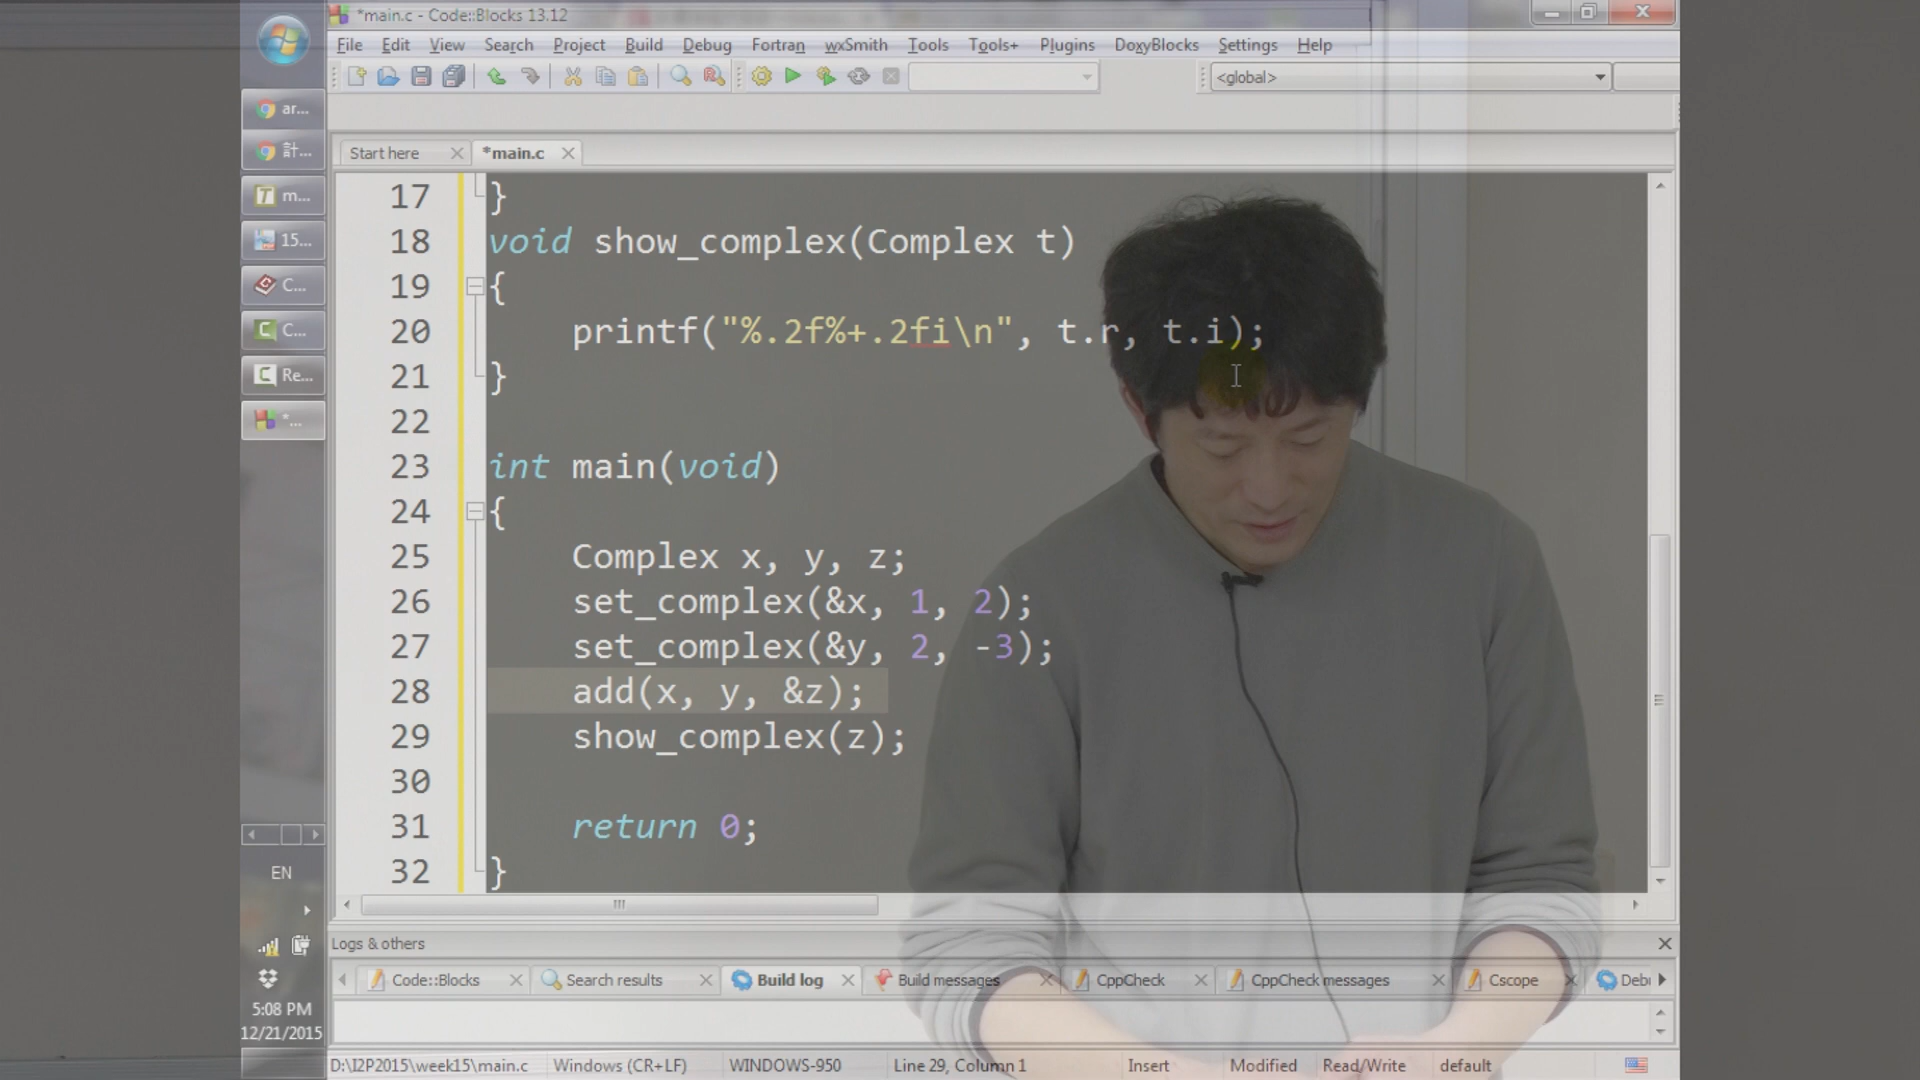 *main.c - Code::Blocks 13.12
File Edit View Search Project Build Debug Fortran wxSmith Tools Tools+ Plugins DoxyBlocks Settings Help
<global>
Start here
*main.c
ar...
計...
m...
15...
C...
C...
Re...
*...
17 }
18 void show_complex(Complex t)
19 {
20 printf("%.2f%+.2fi\n", t.r, t.i);
21 }
22
23 int main(void)
24 {
25 Complex x, y, z;
26 set_complex(&x, 1, 2);
27 set_complex(&y, 2, -3);
28 add(x, y, &z);
29 show_complex(z);
30
31 return 0;
32 }
EN
5:08 PM
12/21/2015
Logs & others
Code::Blocks
Search results
Build log
Build messages
CppCheck
CppCheck messages
Cscope
Debu
D:\I2P2015\week15\main.c
Windows (CR+LF)
WINDOWS-950
Line 29, Column 1
Insert
Modified
Read/Write
default